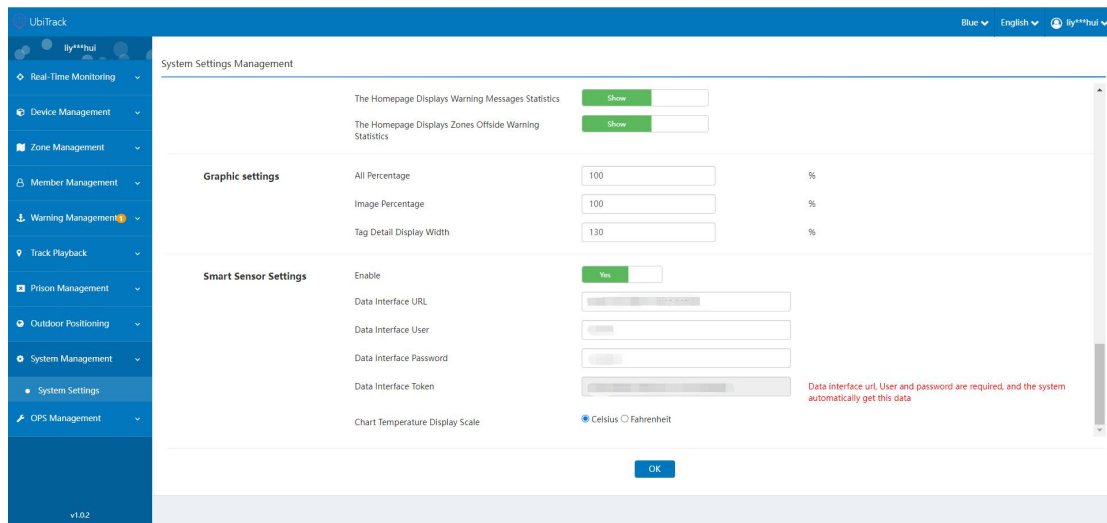 UbiTrack
Blue English liy***hui
liy***hui
System Settings Management
Real-Time Monitoring
Device Management
Zone Management
Member Management
Warning Management 1
Track Playback
Prison Management
Outdoor Positioning
System Management
System Settings
OPS Management
v1.0.2
The Homepage Displays Warning Messages Statistics Show
The Homepage Displays Zones Offside Warning
Statistics
Show
Graphic settings All Percentage 100 %
Image Percentage 100 %
Tag Detail Display Width 130 %
Smart Sensor Settings Enable Yes
Data Interface URL
Data Interface User
Data Interface Password
Data Interface Token
Data interface url, User and password are required, and the system
automatically get this data
Chart Temperature Display Scale Celsius Fahrenheit
OK